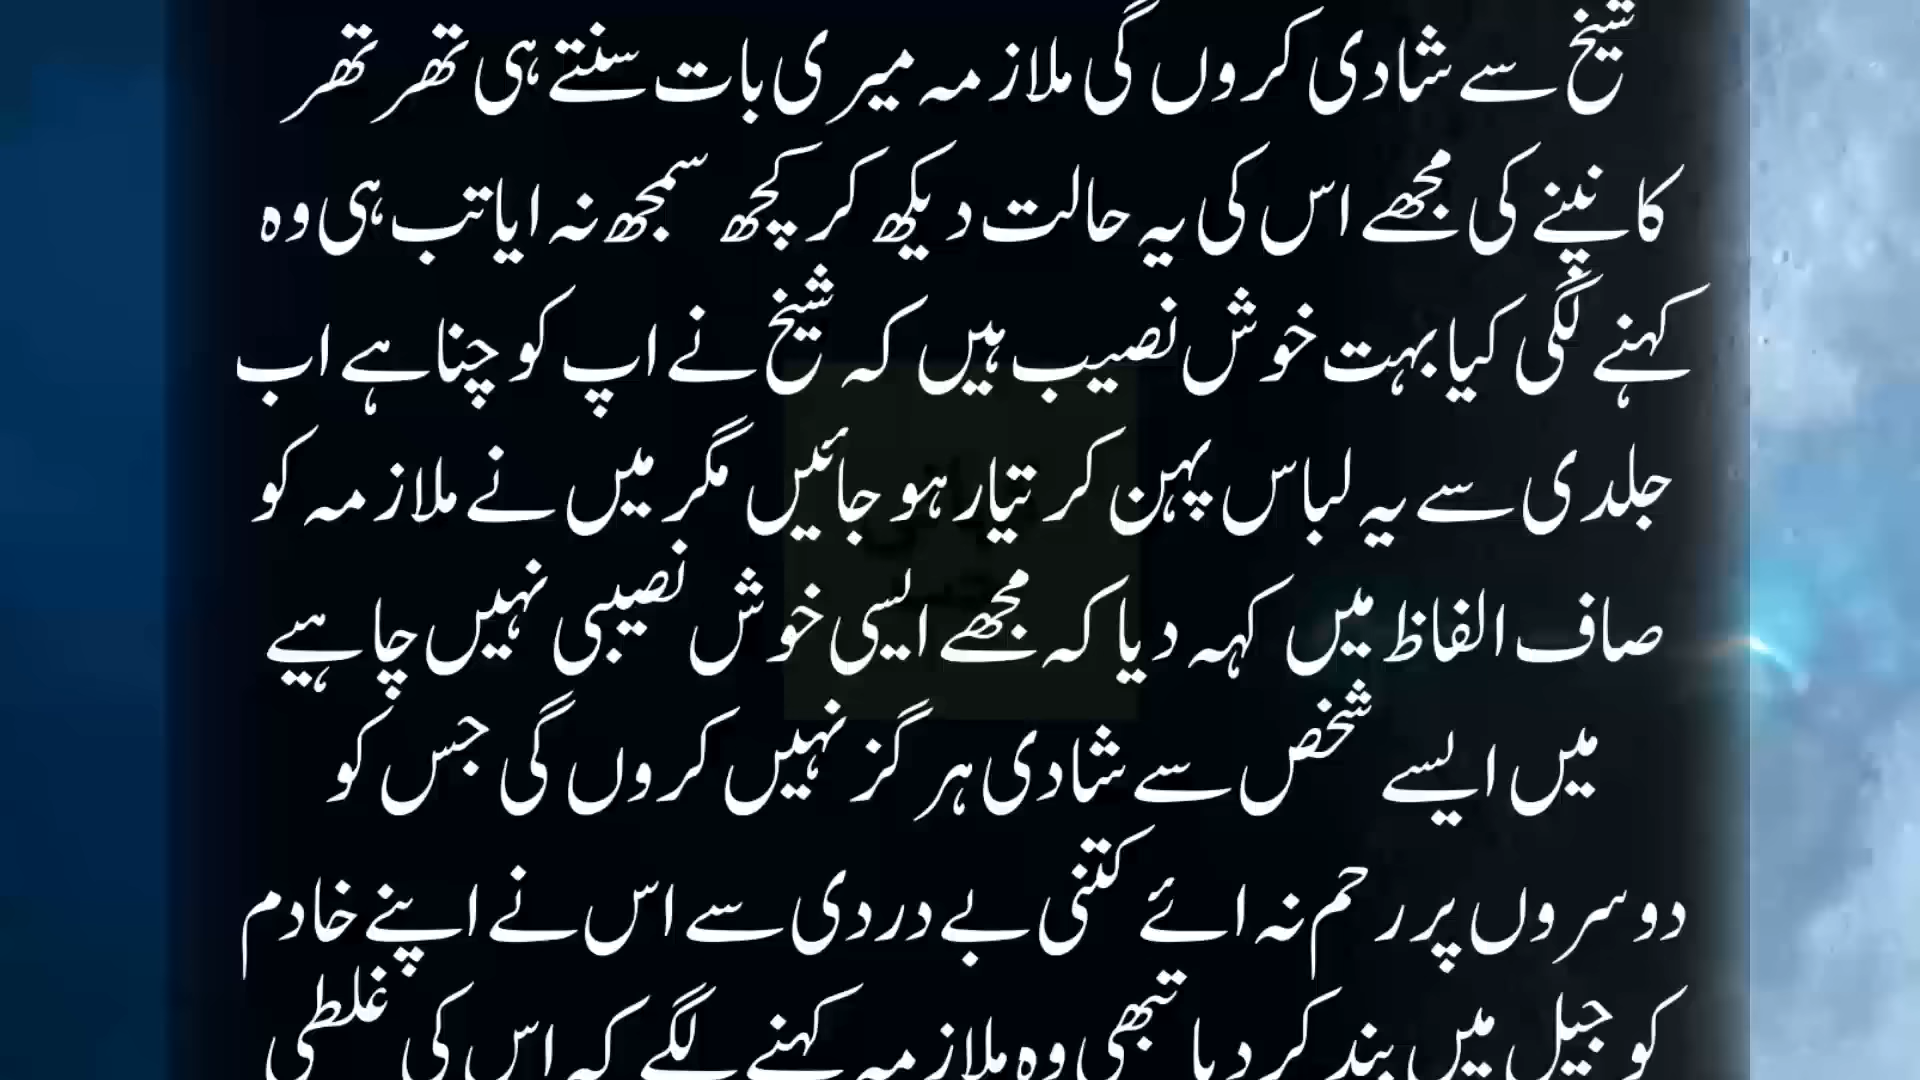 شیخ سے شادی کروں گی ملازمہ میری بات سنتے ہی تھر تھر
کانپنے کی مجھے اس کی یہ حالت دیکھ کر کچھ سمجھ نہ ایا تب ہی وہ
کہنے لگی کیا بہت خوش نصیب ہیں کہ شیخ نے اپ کو چنا ہے اب
جلدی سے یہ لباس پہن کر تیار ہو جائیں مگر میں نے ملازمہ کو
صاف الفاظ میں کہہ دیا کہ مجھے ایسی خوش نصیبی نہیں چاہیے
میں ایسے شخص سے شادی ہرگز نہیں کروں گی جس کو
دوسروں پر رحم نہ ائے کتنی بے دردی سے اس نے اپنے خادم
کو جیل میں بند کر دیا تبھی وہ ملازمہ کہنے لگے کہ اس کی غلطی